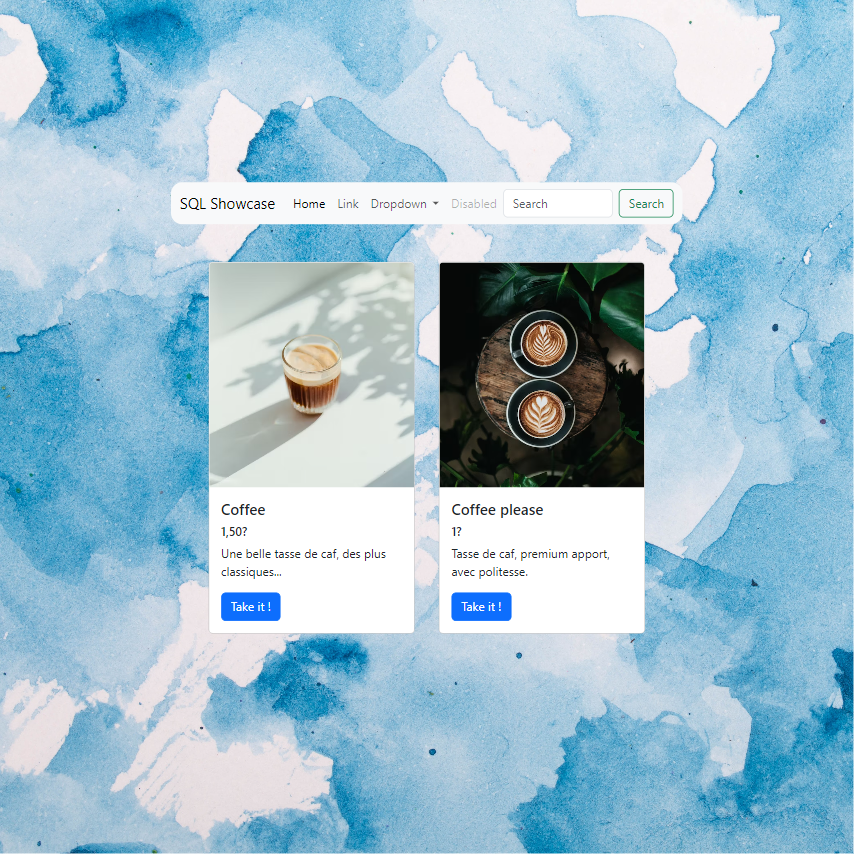 SQL Showcase Home Link Dropdown Disabled Search Search
Coffee
1,50?
Une belle tasse de caf, des plus
classiques...
Take it !
Coffee please
1?
Tasse de caf, premium apport,
avec politesse.
Take it !